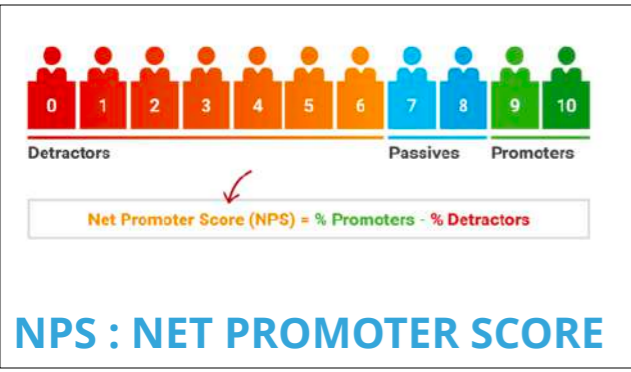 0 1 2 3 4 5 6 7 8 9 10
Detractors Passives Promoters
Net Promoter Score (NPS) = % Promoters - % Detractors
NPS : NET PROMOTER SCORE